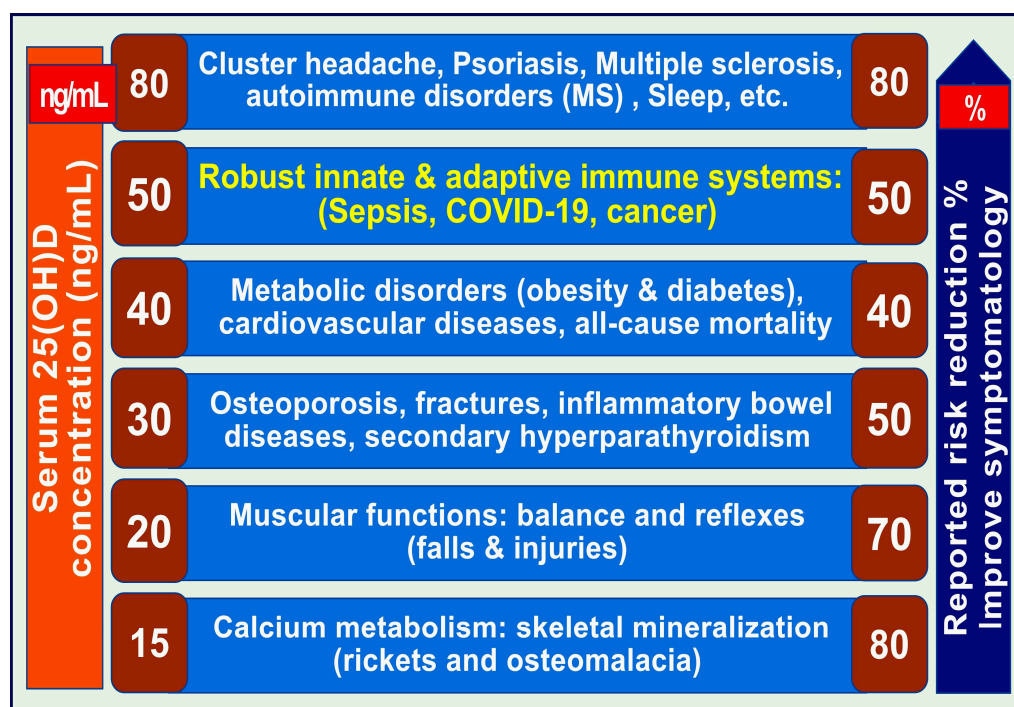 ng/mL
Serum 25(OH)D
concentration (ng/mL)
80
Cluster headache, Psoriasis, Multiple sclerosis,
autoimmune disorders (MS) , Sleep, etc.
80
50
Robust innate & adaptive immune systems:
(Sepsis, COVID-19, cancer)
50
40
Metabolic disorders (obesity & diabetes),
cardiovascular diseases, all-cause mortality
40
30
Osteoporosis, fractures, inflammatory bowel
diseases, secondary hyperparathyroidism
50
20
Muscular functions: balance and reflexes
(falls & injuries)
70
15
Calcium metabolism: skeletal mineralization
(rickets and osteomalacia)
80
%
Reported risk reduction %
Improve symptomatology